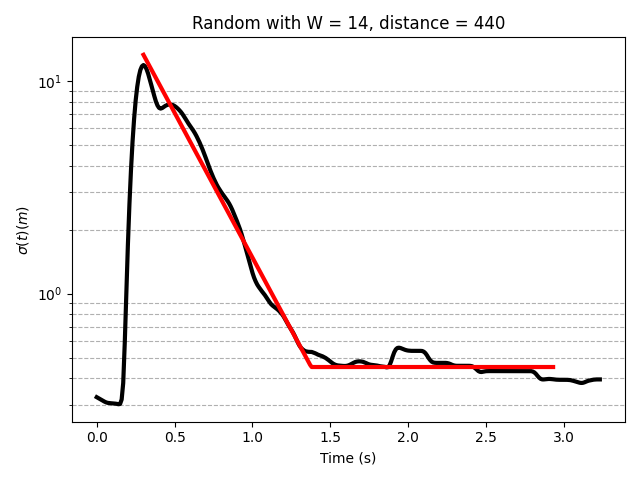 Random with W = 14, distance = 440
10¹
10⁰
σ(t)(m)
0.0 0.5 1.0 1.5 2.0 2.5 3.0
Time (s)